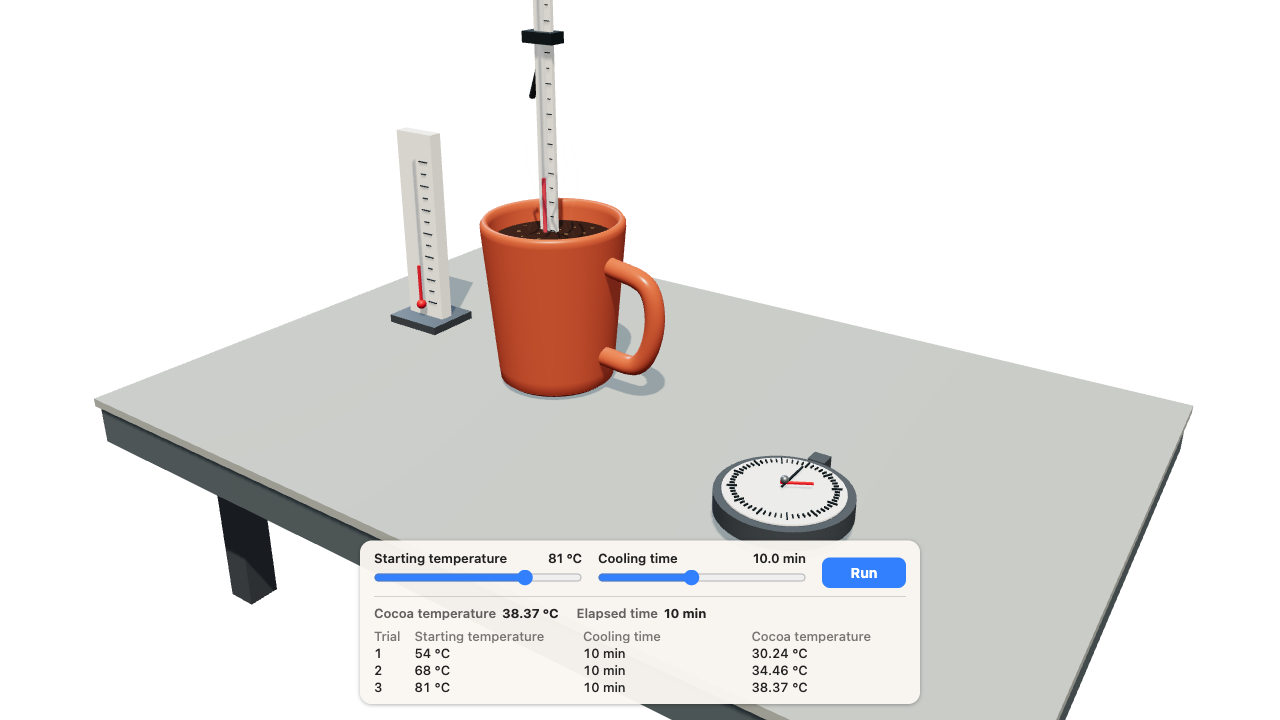 Starting temperature 81 °C Cooling time 10.0 min Run
Cocoa temperature 38.37 °C Elapsed time 10 min
Trial Starting temperature Cooling time Cocoa temperature
1 54 °C 10 min 30.24 °C
2 68 °C 10 min 34.46 °C
3 81 °C 10 min 38.37 °C